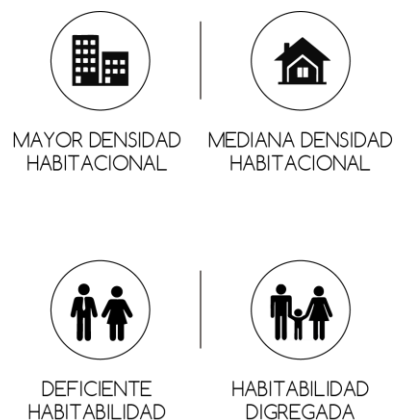 MAYOR DENSIDAD
HABITACIONAL
MEDIANA DENSIDAD
HABITACIONAL
DEFICIENTE
HABITABILIDAD
HABITABILIDAD
DIGREGADA